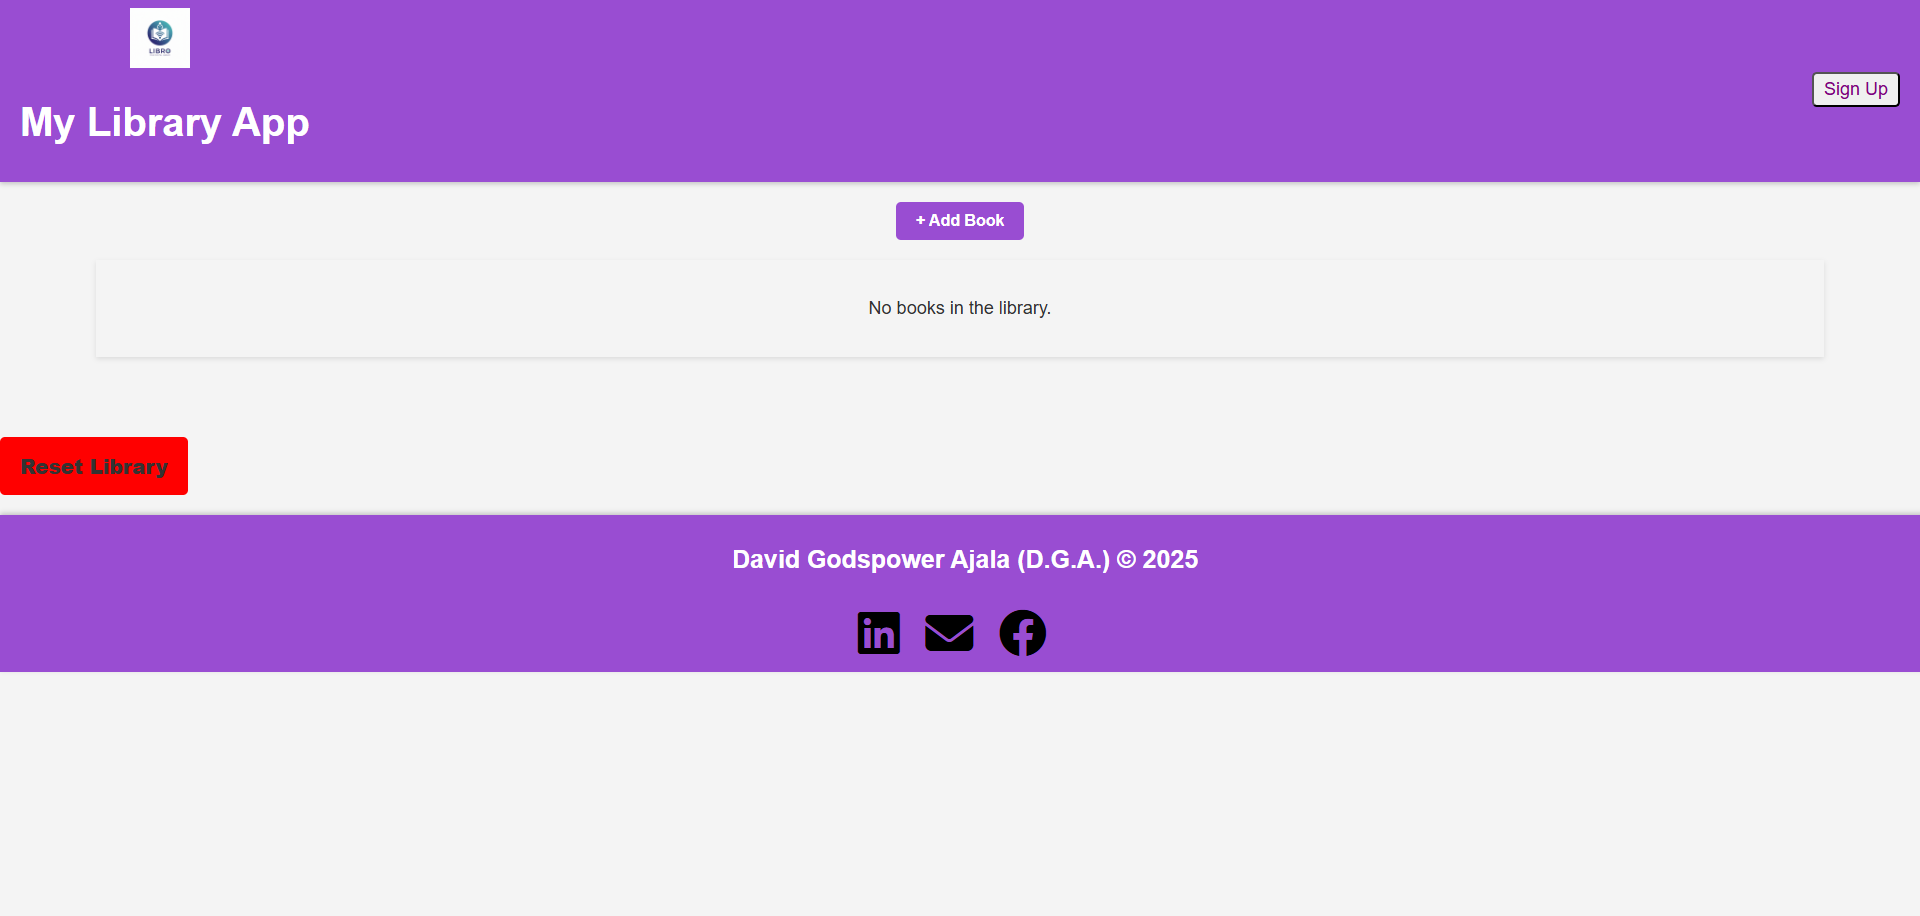 LIBRO
My Library App
Sign Up
+ Add Book
No books in the library.
Reset Library
David Godspower Ajala (D.G.A.) © 2025
in
f